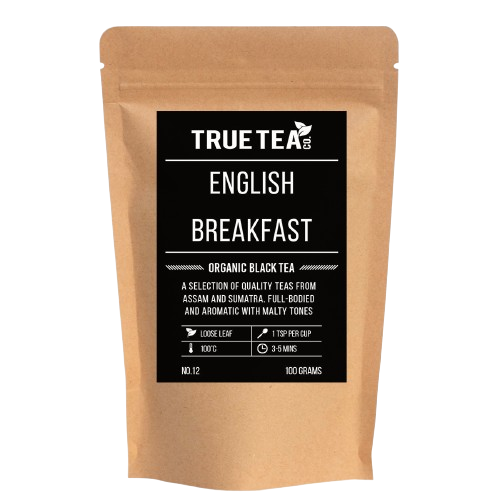 TRUE TEA CO.
ENGLISH
BREAKFAST
ORGANIC BLACK TEA
A SELECTION OF QUALITY TEAS FROM
ASSAM AND SUMATRA. FULL-BODIED
AND AROMATIC WITH MALTY TONES
LOOSE LEAF 1 TSP PER CUP
100°C 3-5 MINS
NO.12 100 GRAMS